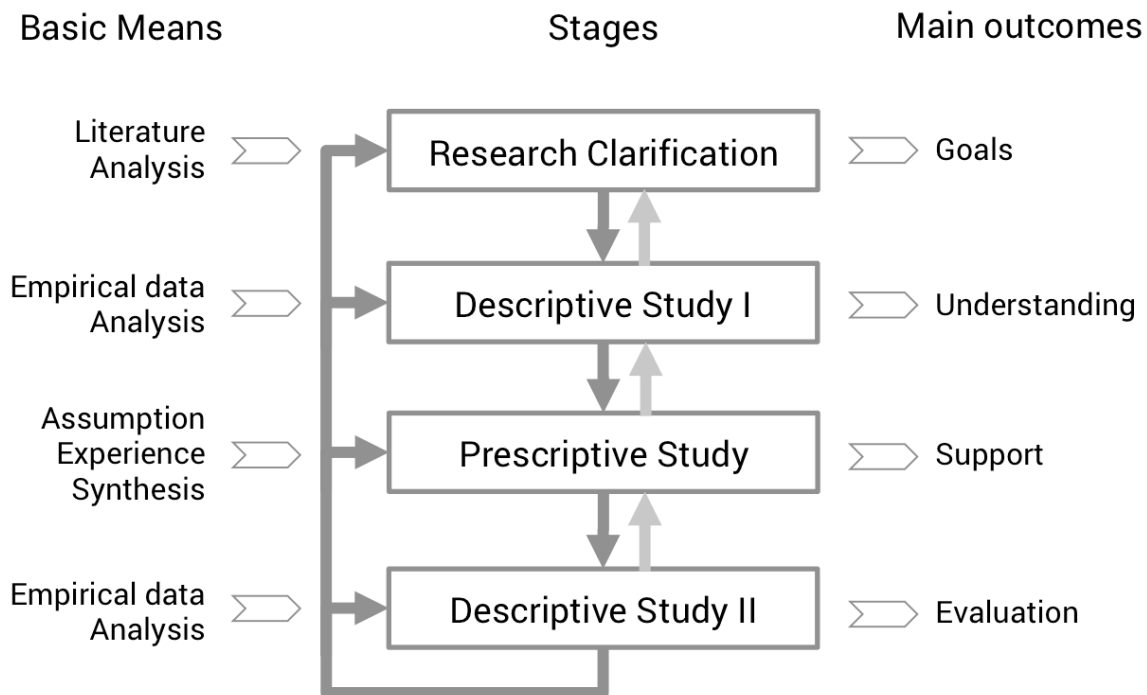 Basic Means
Stages
Main outcomes
Literature
Analysis
Research Clarification
Goals
Empirical data
Analysis
Descriptive Study I
Understanding
Assumption
Experience
Synthesis
Prescriptive Study
Support
Empirical data
Analysis
Descriptive Study II
Evaluation